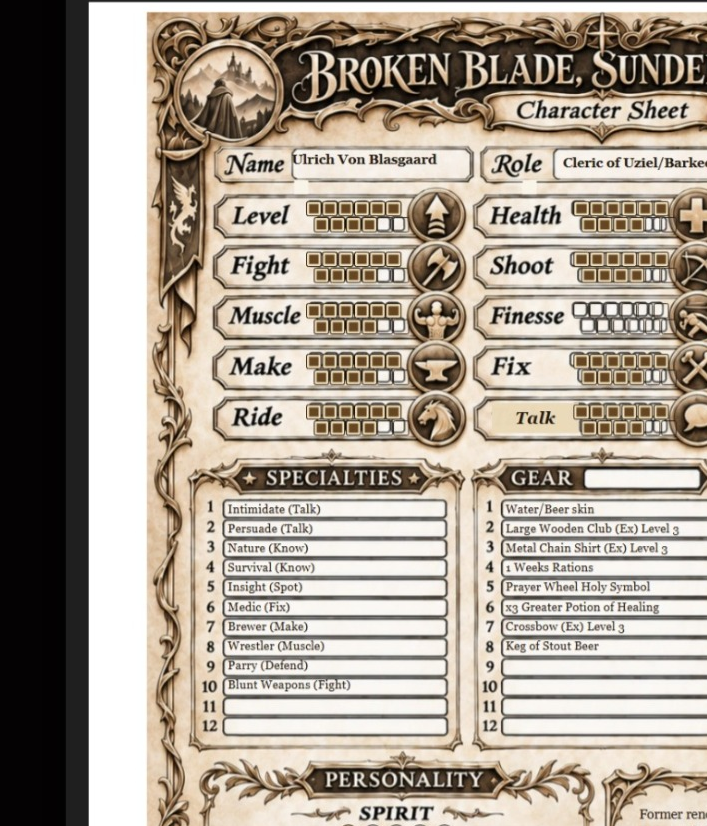 BROKEN BLADE, SUNDE
Character Sheet
Name Ulrich Von Blasgaard
Role Cleric of Uziel/Barke
Level
Health
Fight
Shoot
Muscle
Finesse
Make
Fix
Ride
Talk
SPECIALTIES
1 Intimidate (Talk)
2 Persuade (Talk)
3 Nature (Know)
4 Survival (Know)
5 Insight (Spot)
6 Medic (Fix)
7 Brewer (Make)
8 Wrestler (Muscle)
9 Parry (Defend)
10 Blunt Weapons (Fight)
11
12
GEAR
1 Water/Beer skin
2 Large Wooden Club (Ex) Level 3
3 Metal Chain Shirt (Ex) Level 3
4 1 Weeks Rations
5 Prayer Wheel Holy Symbol
6 x3 Greater Potion of Healing
7 Crossbow (Ex) Level 3
8 Keg of Stout Beer
9
10
11
12
PERSONALITY
SPIRIT
Former ren